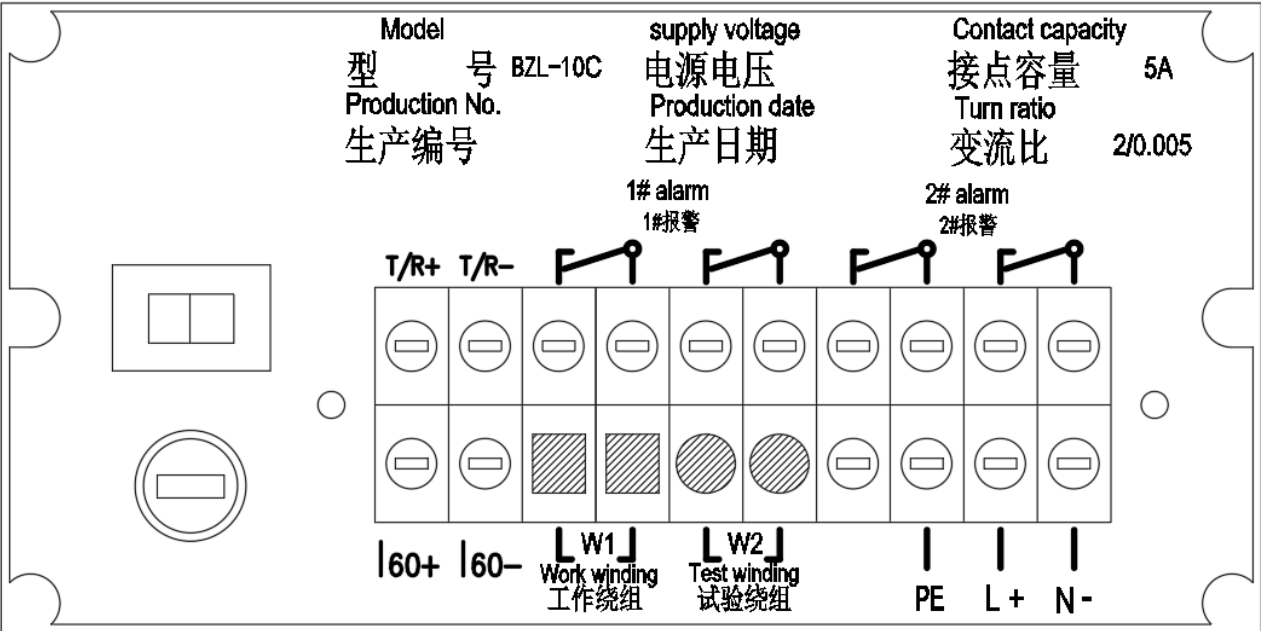 Model supply voltage Contact capacity
型 号 BZL-10C 电源电压 接点容量 5A
Production No. Production date Turn ratio
生产编号 生产日期 变流比 2/0.005
1# alarm 2# alarm
1#报警 2#报警
T/R+ T/R-
I60+ I60- W1 W2
Work winding Test winding
工作绕组 试验绕组 PE L + N -